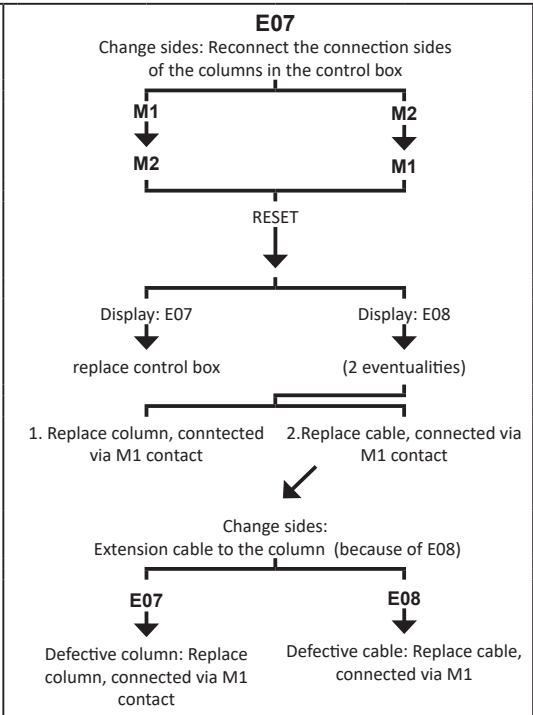 E07
Change sides: Reconnect the connection sides
of the columns in the control box
M1
M2
M2
M1
RESET
Display: E07
Display: E08
replace control box
(2 eventualities)
1. Replace column, conntected
via M1 contact
2.Replace cable, connected via
M1 contact
Change sides:
Extension cable to the column (because of E08)
E07
E08
Defective column: Replace
column, connected via M1
contact
Defective cable: Replace cable,
connected via M1